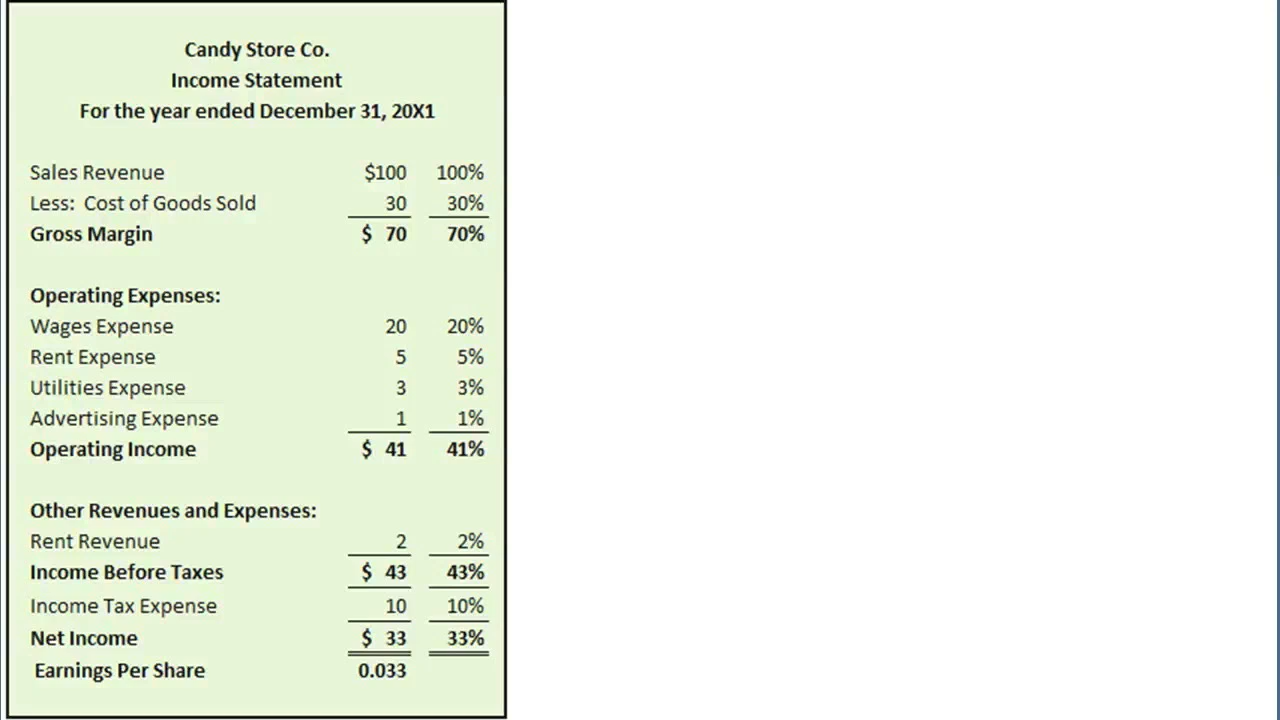 Candy Store Co.
Income Statement
For the year ended December 31, 20X1
Sales Revenue $100 100%
Less: Cost of Goods Sold 30 30%
Gross Margin $ 70 70%
Operating Expenses:
Wages Expense 20 20%
Rent Expense 5 5%
Utilities Expense 3 3%
Advertising Expense 1 1%
Operating Income $ 41 41%
Other Revenues and Expenses:
Rent Revenue 2 2%
Income Before Taxes $ 43 43%
Income Tax Expense 10 10%
Net Income $ 33 33%
Earnings Per Share 0.033